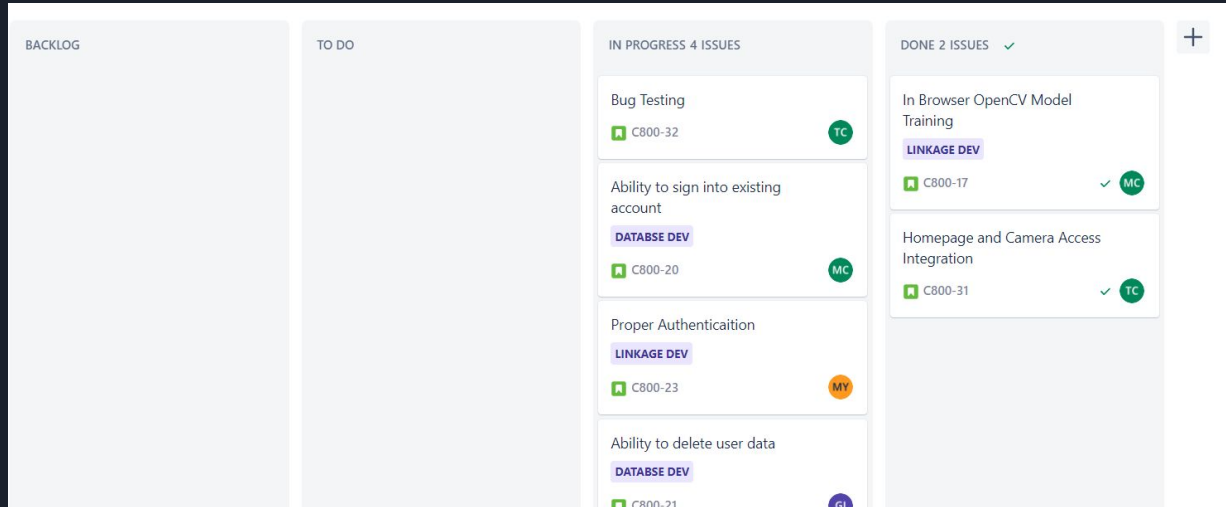 BACKLOG
TO DO
IN PROGRESS 4 ISSUES
Bug Testing
C800-32
TC
Ability to sign into existing
account
DATABSE DEV
C800-20
MC
Proper Authenticaition
LINKAGE DEV
C800-23
MY
Ability to delete user data
DATABSE DEV
C800-21
DONE 2 ISSUES
In Browser OpenCV Model
Training
LINKAGE DEV
C800-17
MC
Homepage and Camera Access
Integration
C800-31
TC